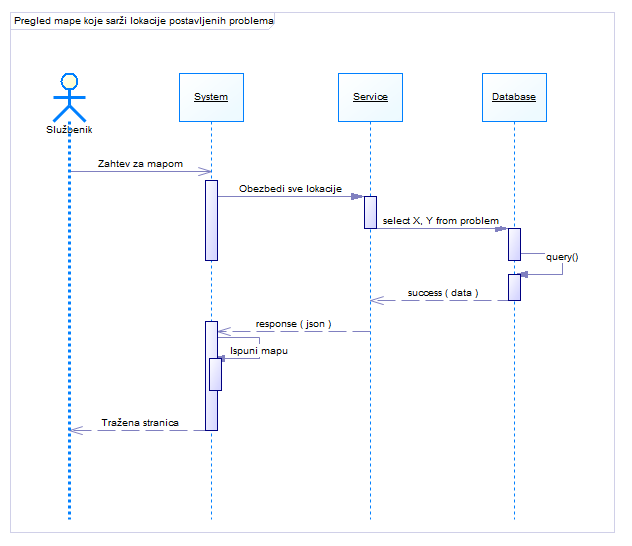 Pregled mape koje sarži lokacije postavljenih problema
Službenik
System
Service
Database
Zahtev za mapom
Obezbedi sve lokacije
select X, Y from problem
query()
success ( data )
response ( json )
Ispuni mapu
Tražena stranica